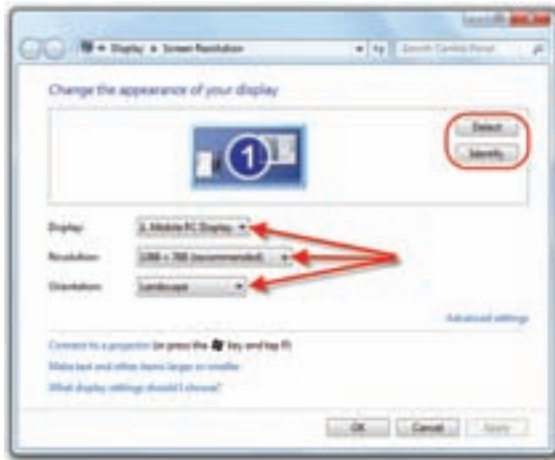 Display ▸ Screen Resolution
Search Control Panel
Change the appearance of your display
1
Detect
Identify
Display: 1. Mobile PC Display
Resolution: (recommended)
Orientation: Landscape
Advanced settings
Connect to a projector (or press the key and tap P)
Make text and other items larger or smaller
What display settings should I choose?
OK Cancel Apply